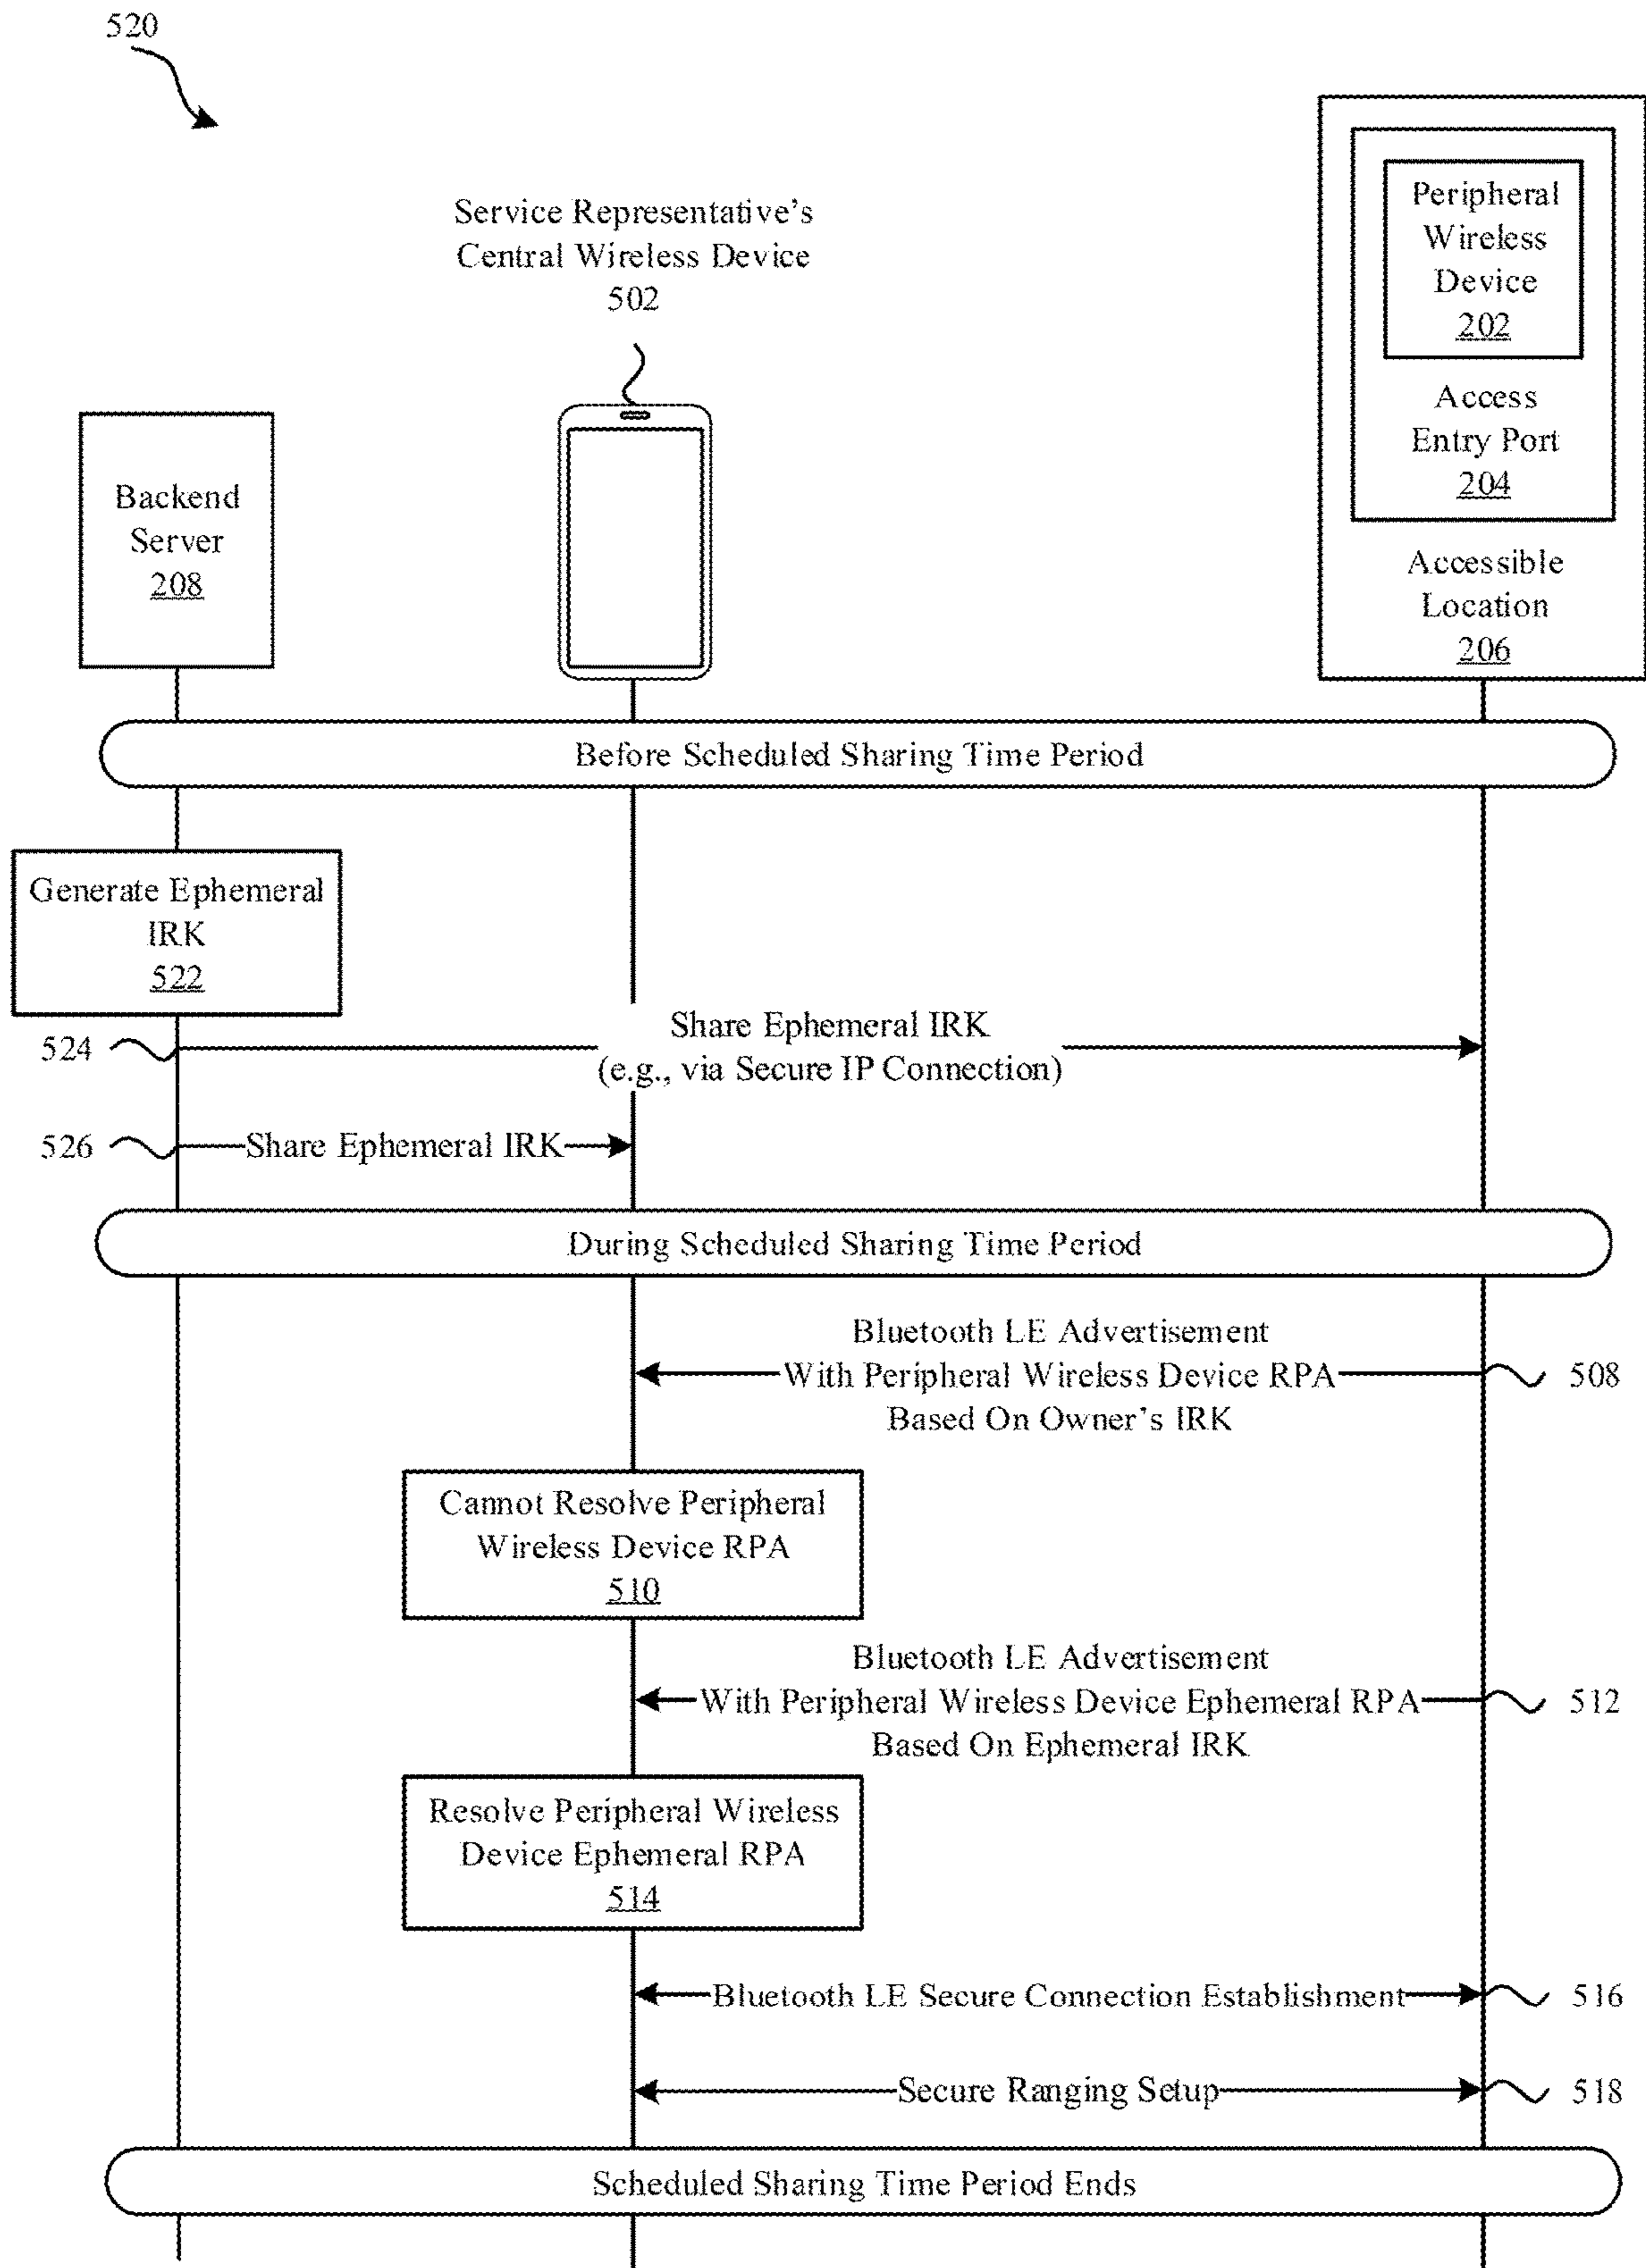 520
Service Representative's
Central Wireless Device
502
Peripheral
Wireless
Device
202
Access
Entry Port
204
Accessible
Location
206
Backend
Server
208
Before Scheduled Sharing Time Period
Generate Ephemeral
IRK
522
524
Share Ephemeral IRK
(e.g., via Secure IP Connection)
526
Share Ephemeral IRK
During Scheduled Sharing Time Period
Bluetooth LE Advertisement
With Peripheral Wireless Device RPA
Based On Owner's IRK
508
Cannot Resolve Peripheral
Wireless Device RPA
510
Bluetooth LE Advertisement
With Peripheral Wireless Device Ephemeral RPA
Based On Ephemeral IRK
512
Resolve Peripheral Wireless
Device Ephemeral RPA
514
Bluetooth LE Secure Connection Establishment
516
Secure Ranging Setup
518
Scheduled Sharing Time Period Ends